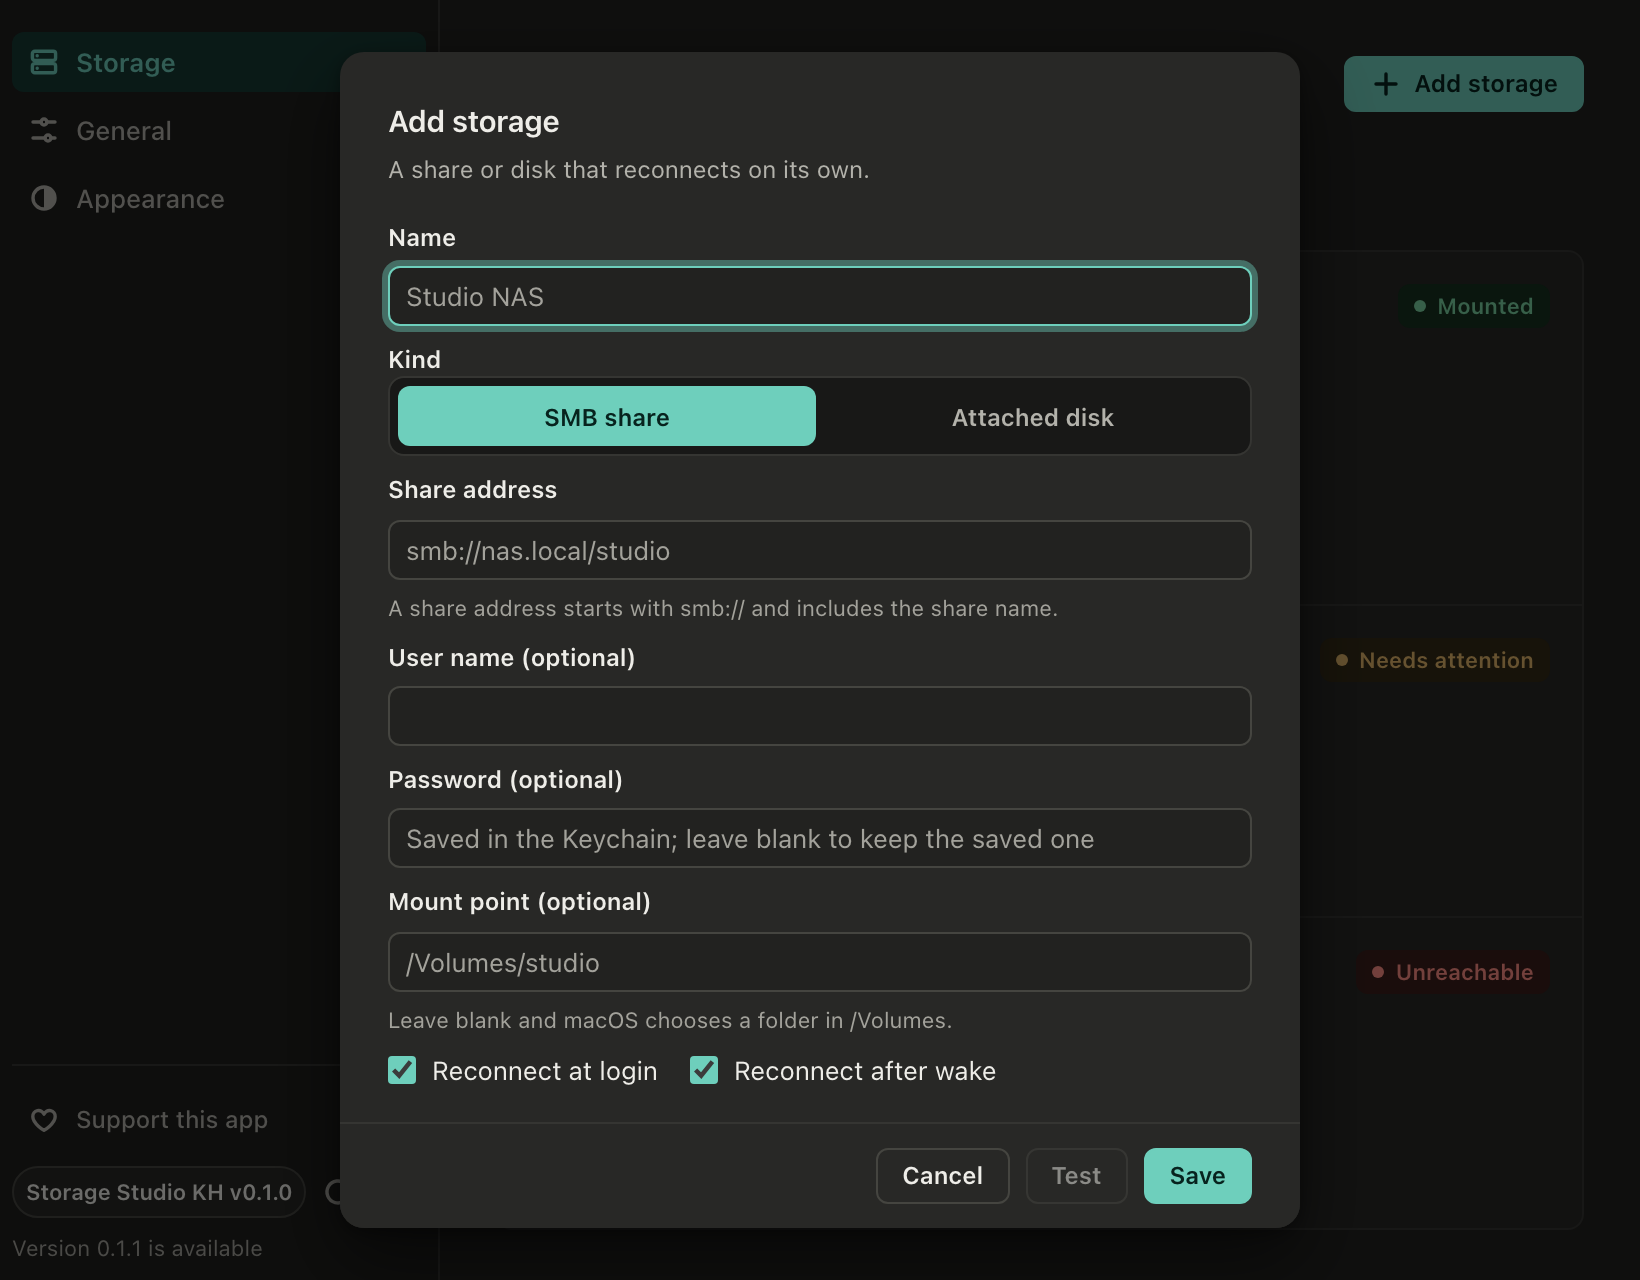 Storage
General
Appearance
Add storage
Mounted
Needs attention
Unreachable
Add storage
A share or disk that reconnects on its own.
Name
Studio NAS
Kind
SMB share
Attached disk
Share address
smb://nas.local/studio
A share address starts with smb:// and includes the share name.
User name (optional)
Password (optional)
Saved in the Keychain; leave blank to keep the saved one
Mount point (optional)
/Volumes/studio
Leave blank and macOS chooses a folder in /Volumes.
Reconnect at login
Reconnect after wake
Cancel
Test
Save
Support this app
Storage Studio KH v0.1.0
Version 0.1.1 is available